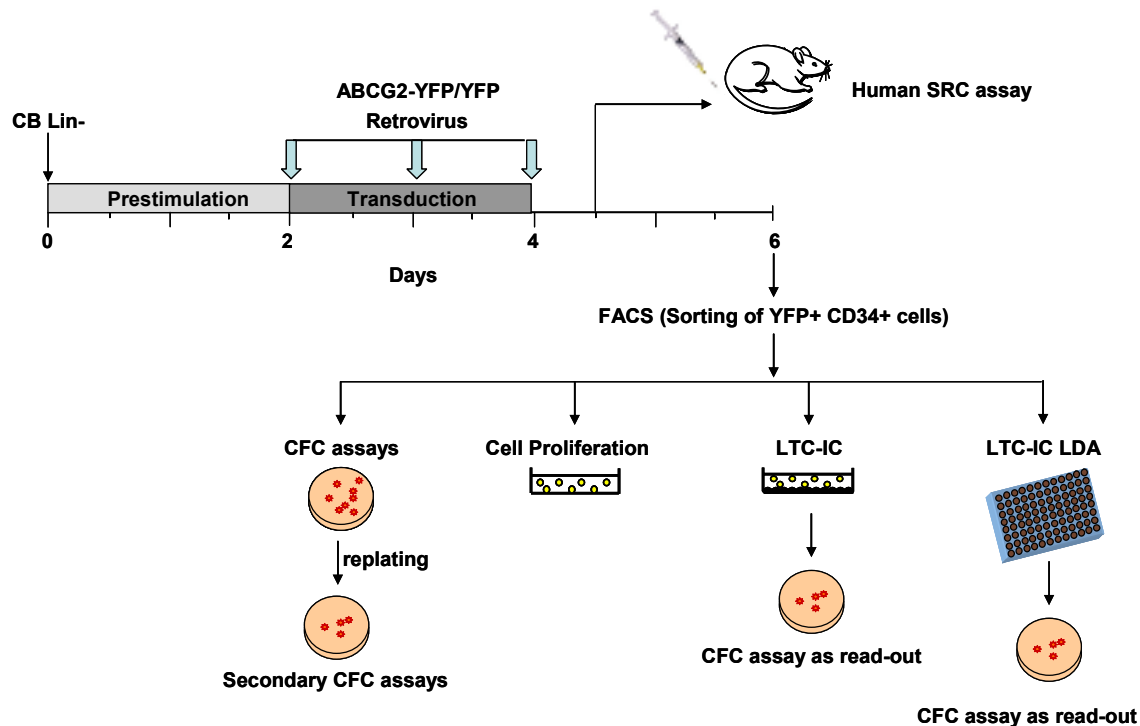 ABCG2-YFP/YFP
Retrovirus
Human SRC assay
CB Lin-
Prestimulation
Transduction
0
2
4
6
Days
FACS (Sorting of YFP+ CD34+ cells)
CFC assays
Cell Proliferation
LTC-IC
LTC-IC LDA
replating
Secondary CFC assays
CFC assay as read-out
CFC assay as read-out